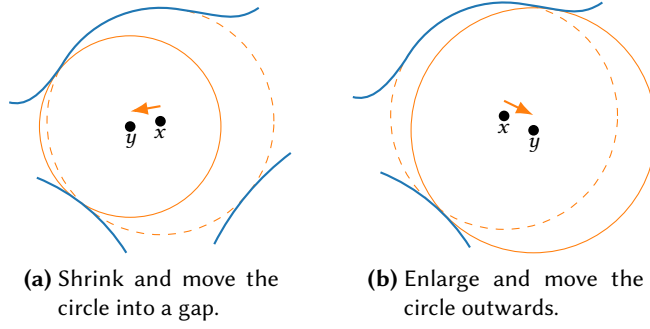 y x
x
y
(a) Shrink and move the
circle into a gap.
(b) Enlarge and move the
circle outwards.